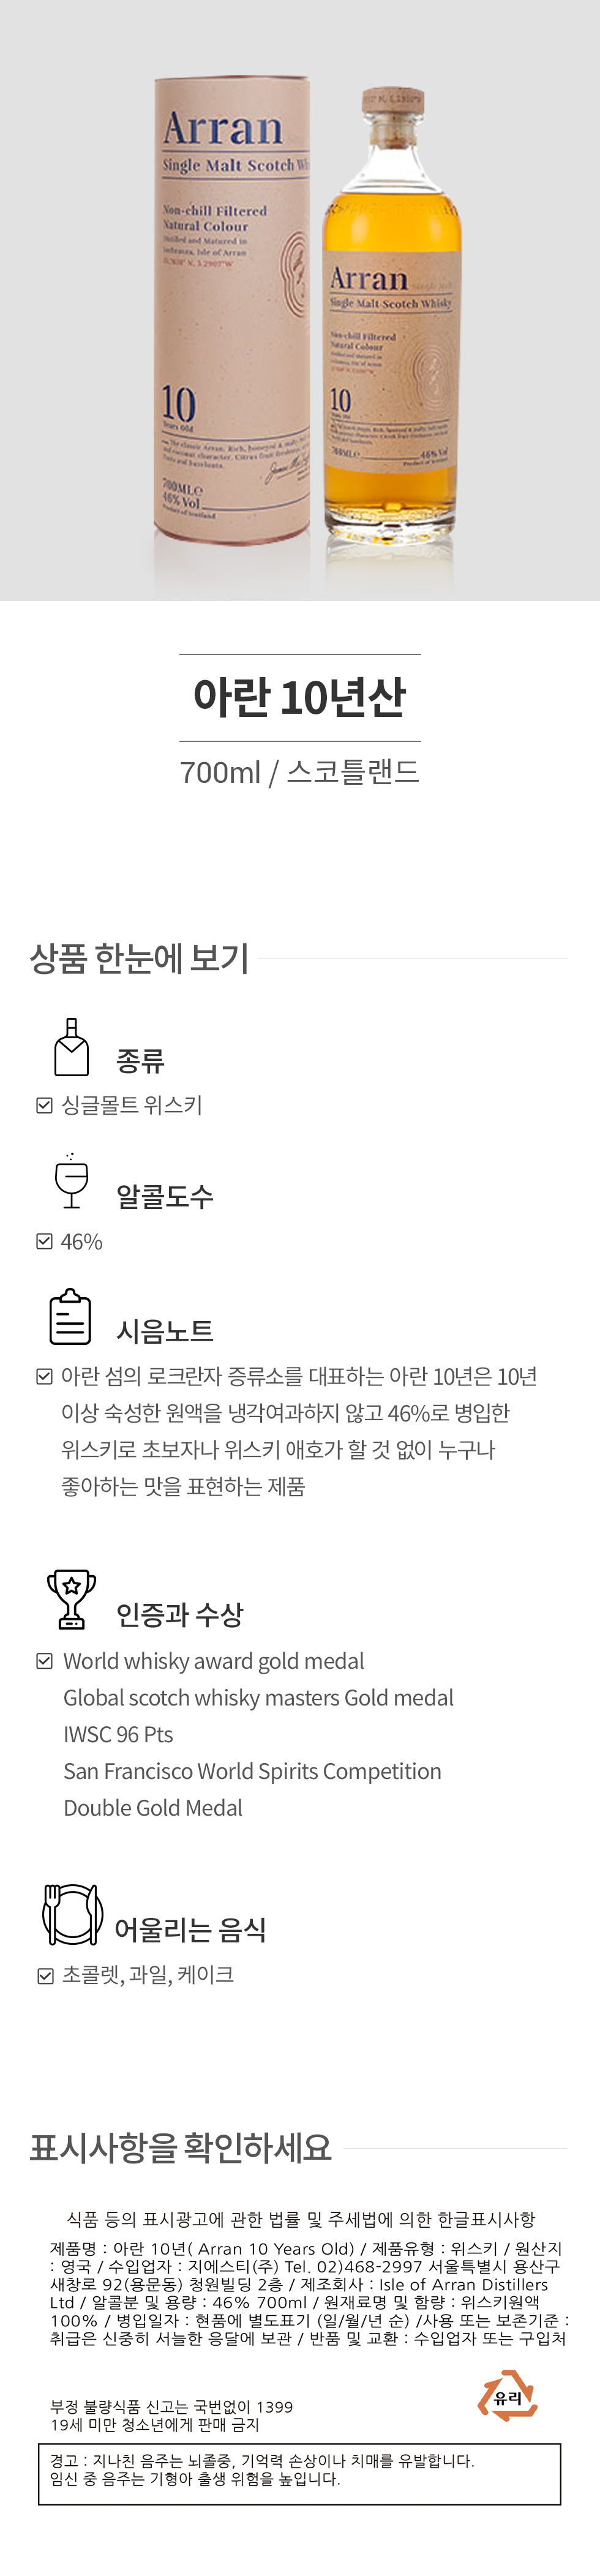 Arran
Single Malt Scotch Wh
Non-chill Filtered
Natural Colour
Distilled and Matured in
Lochranza, Isle of Arran
10
Years Old
700ML℮
46% Vol
Product of Scotland
Arran
Single Malt Scotch Whisky
Non-chill Filtered
Natural Colour
10
Years Old
700ML℮
46% Vol
Product of Scotland
아란 10년산
700ml / 스코틀랜드
상품 한눈에 보기
종류
싱글몰트 위스키
알콜도수
46%
시음노트
아란 섬의 로크란자 증류소를 대표하는 아란 10년은 10년
이상 숙성한 원액을 냉각여과하지 않고 46%로 병입한
위스키로 초보자나 위스키 애호가 할 것 없이 누구나
좋아하는 맛을 표현하는 제품
인증과 수상
World whisky award gold medal
Global scotch whisky masters Gold medal
IWSC 96 Pts
San Francisco World Spirits Competition
Double Gold Medal
어울리는 음식
초콜렛, 과일, 케이크
표시사항을 확인하세요
식품 등의 표시광고에 관한 법률 및 주세법에 의한 한글표시사항
제품명 : 아란 10년( Arran 10 Years Old) / 제품유형 : 위스키 / 원산지
: 영국 / 수입업자 : 지에스티(주) Tel. 02)468-2997 서울특별시 용산구
새창로 92(용문동) 청원빌딩 2층 / 제조회사 : Isle of Arran Distillers
Ltd / 알콜분 및 용량 : 46% 700ml / 원재료명 및 함량 : 위스키원액
100% / 병입일자 : 현품에 별도표기 (일/월/년 순) /사용 또는 보존기준 :
취급은 신중히 서늘한 응달에 보관 / 반품 및 교환 : 수입업자 또는 구입처
유리
부정 불량식품 신고는 국번없이 1399
19세 미만 청소년에게 판매 금지
경고 : 지나친 음주는 뇌졸중, 기억력 손상이나 치매를 유발합니다.
임신 중 음주는 기형아 출생 위험을 높입니다.